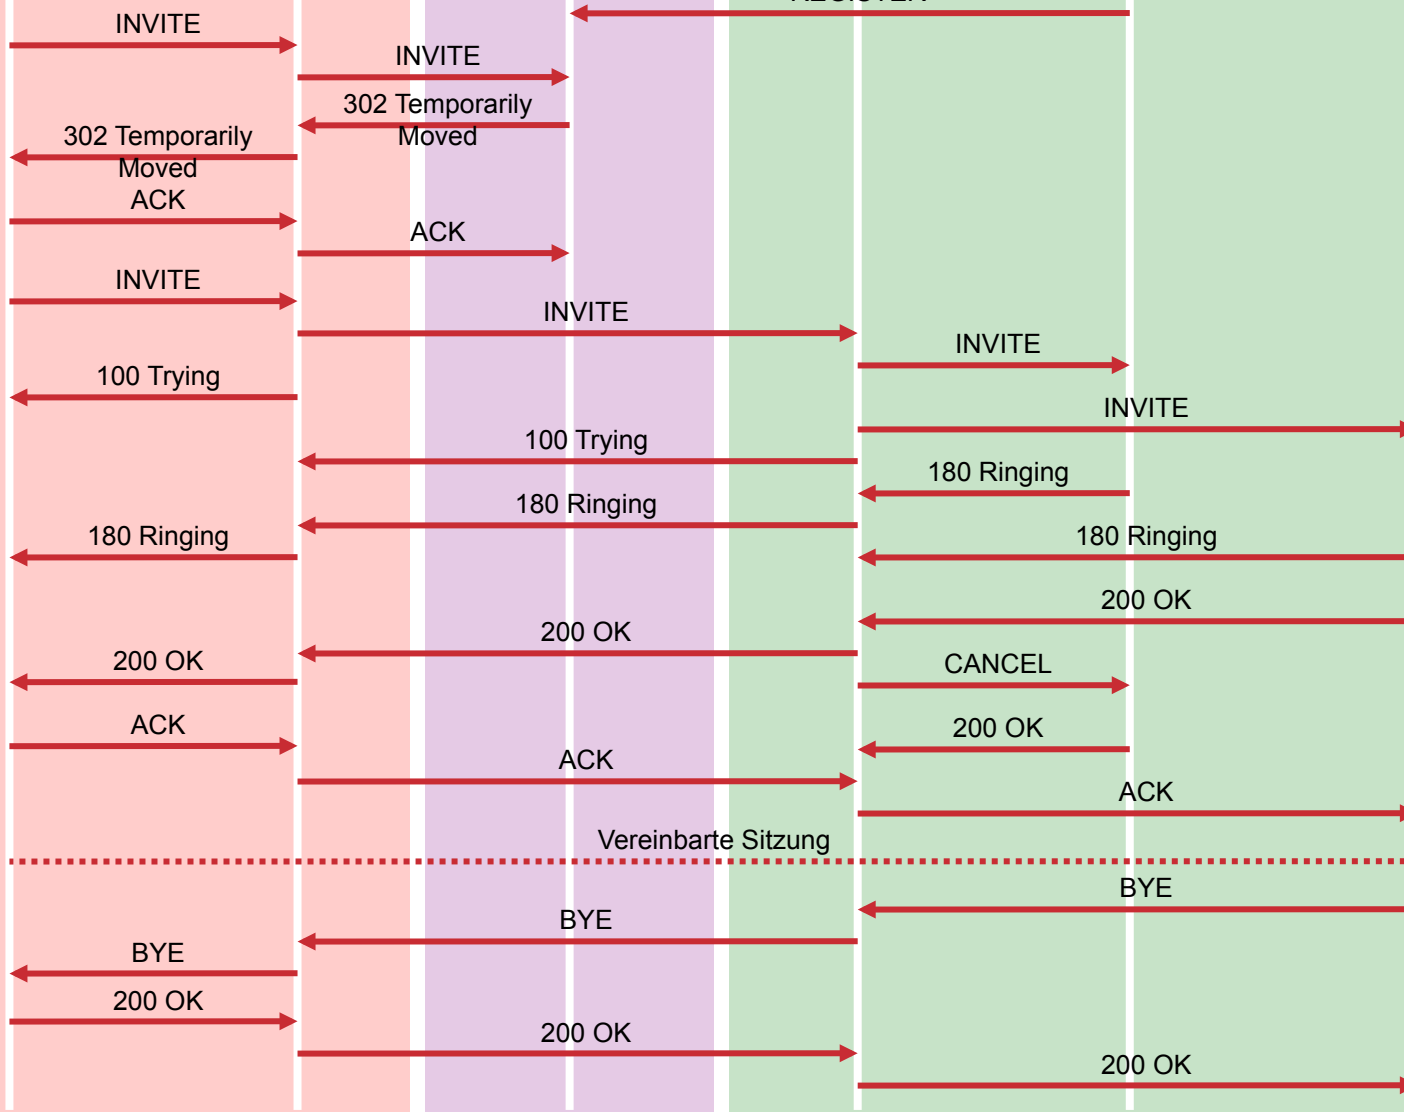 INVITE
INVITE
302 Temporarily
Moved
302 Temporarily
Moved
ACK
ACK
INVITE
INVITE
INVITE
100 Trying
INVITE
100 Trying
180 Ringing
180 Ringing
180 Ringing
180 Ringing
200 OK
200 OK
200 OK
CANCEL
ACK
200 OK
ACK
ACK
Vereinbarte Sitzung
BYE
BYE
BYE
200 OK
200 OK
200 OK